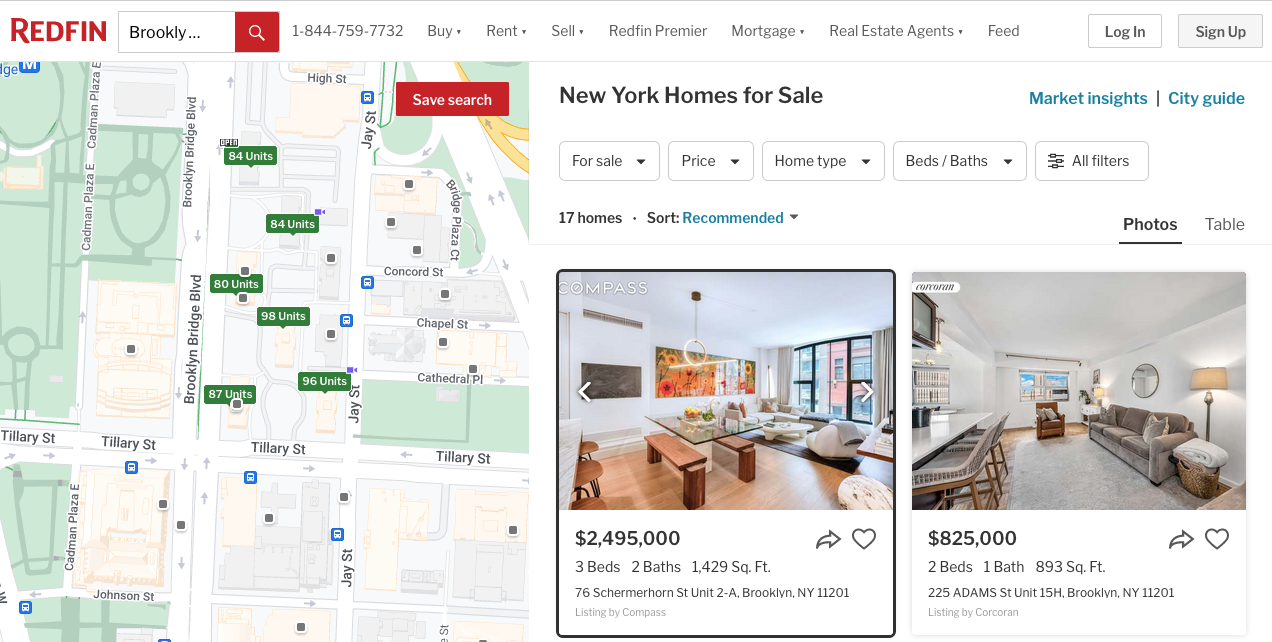 REDFIN
Brookly ...
1-844-759-7732
Buy
Rent
Sell
Redfin Premier
Mortgage
Real Estate Agents
Feed
Log In
Sign Up
dge
M
High St
Cadman Plaza E
Brooklyn Bridge Blvd
Jay St
Save search
OPEN
84 Units
Cadman Plaza E
84 Units
Bridge Plaza Ct
Concord St
80 Units
98 Units
Brooklyn Bridge Blvd
Chapel St
96 Units
Cathedral Pl
87 Units
Jay St
Tillary St
Tillary St
Tillary St
Tillary St
Cadman Plaza E
Jay St
Johnson St
W
St
New York Homes for Sale
Market insights | City guide
For sale
Price
Home type
Beds / Baths
All filters
17 homes · Sort: Recommended
Photos
Table
COMPASS
$2,495,000
3 Beds 2 Baths 1,429 Sq. Ft.
76 Schermerhorn St Unit 2-A, Brooklyn, NY 11201
Listing by Compass
corcoran
$825,000
2 Beds 1 Bath 893 Sq. Ft.
225 ADAMS St Unit 15H, Brooklyn, NY 11201
Listing by Corcoran